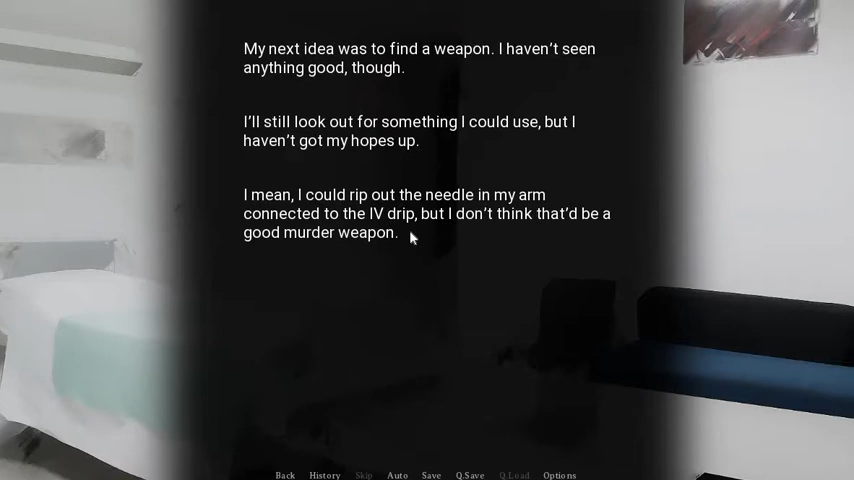 My next idea was to find a weapon. I haven’t seen
anything good, though.
I’ll still look out for something I could use, but I
haven’t got my hopes up.
I mean, I could rip out the needle in my arm
connected to the IV drip, but I don’t think that’d be a
good murder weapon.
Back History Skip Auto Save Q.Save Q.Load Options